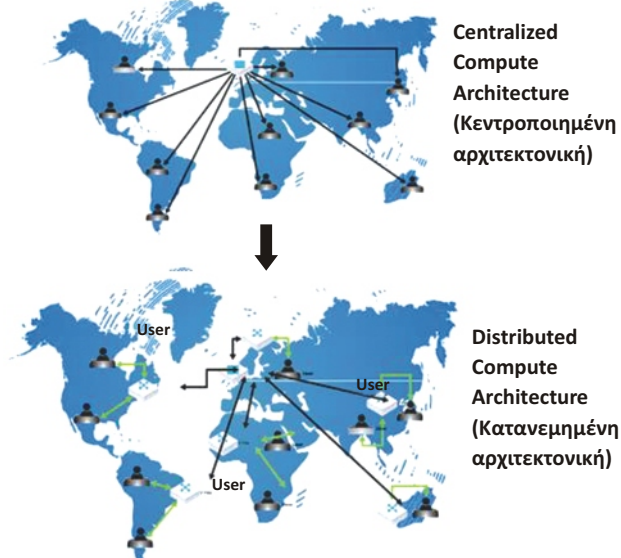 Centralized
Compute
Architecture
(Κεντροποιημένη
αρχιτεκτονική)
User
User
User
Distributed
Compute
Architecture
(Κατανεμημένη
αρχιτεκτονική)